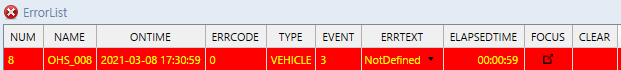 ErrorList
NUM NAME ONTIME ERRCODE TYPE EVENT ERRTEXT ELAPSEDTIME FOCUS CLEAR
8 OHS_008 2021-03-08 17:30:59 0 VEHICLE 3 NotDefined 00:00:59